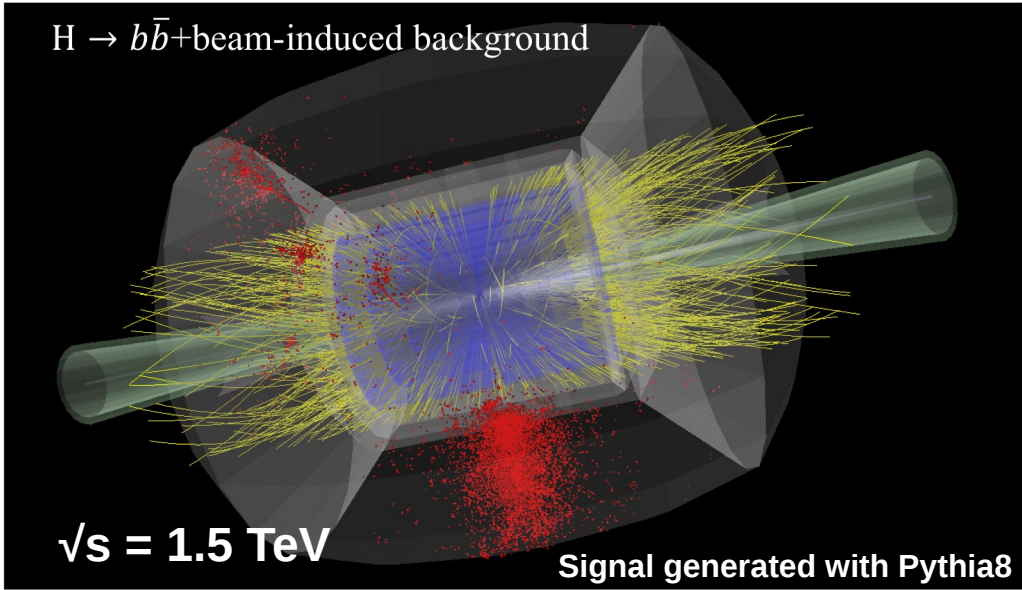 H → bb̄+beam-induced background
√s = 1.5 TeV
Signal generated with Pythia8